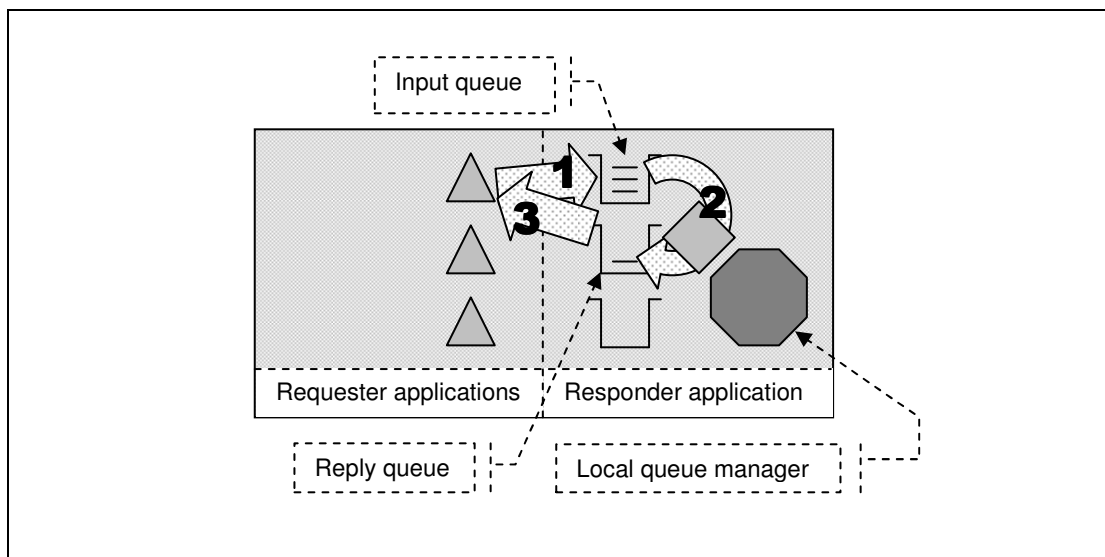 Input queue
1
2
3
Requester applications
Responder application
Reply queue
Local queue manager